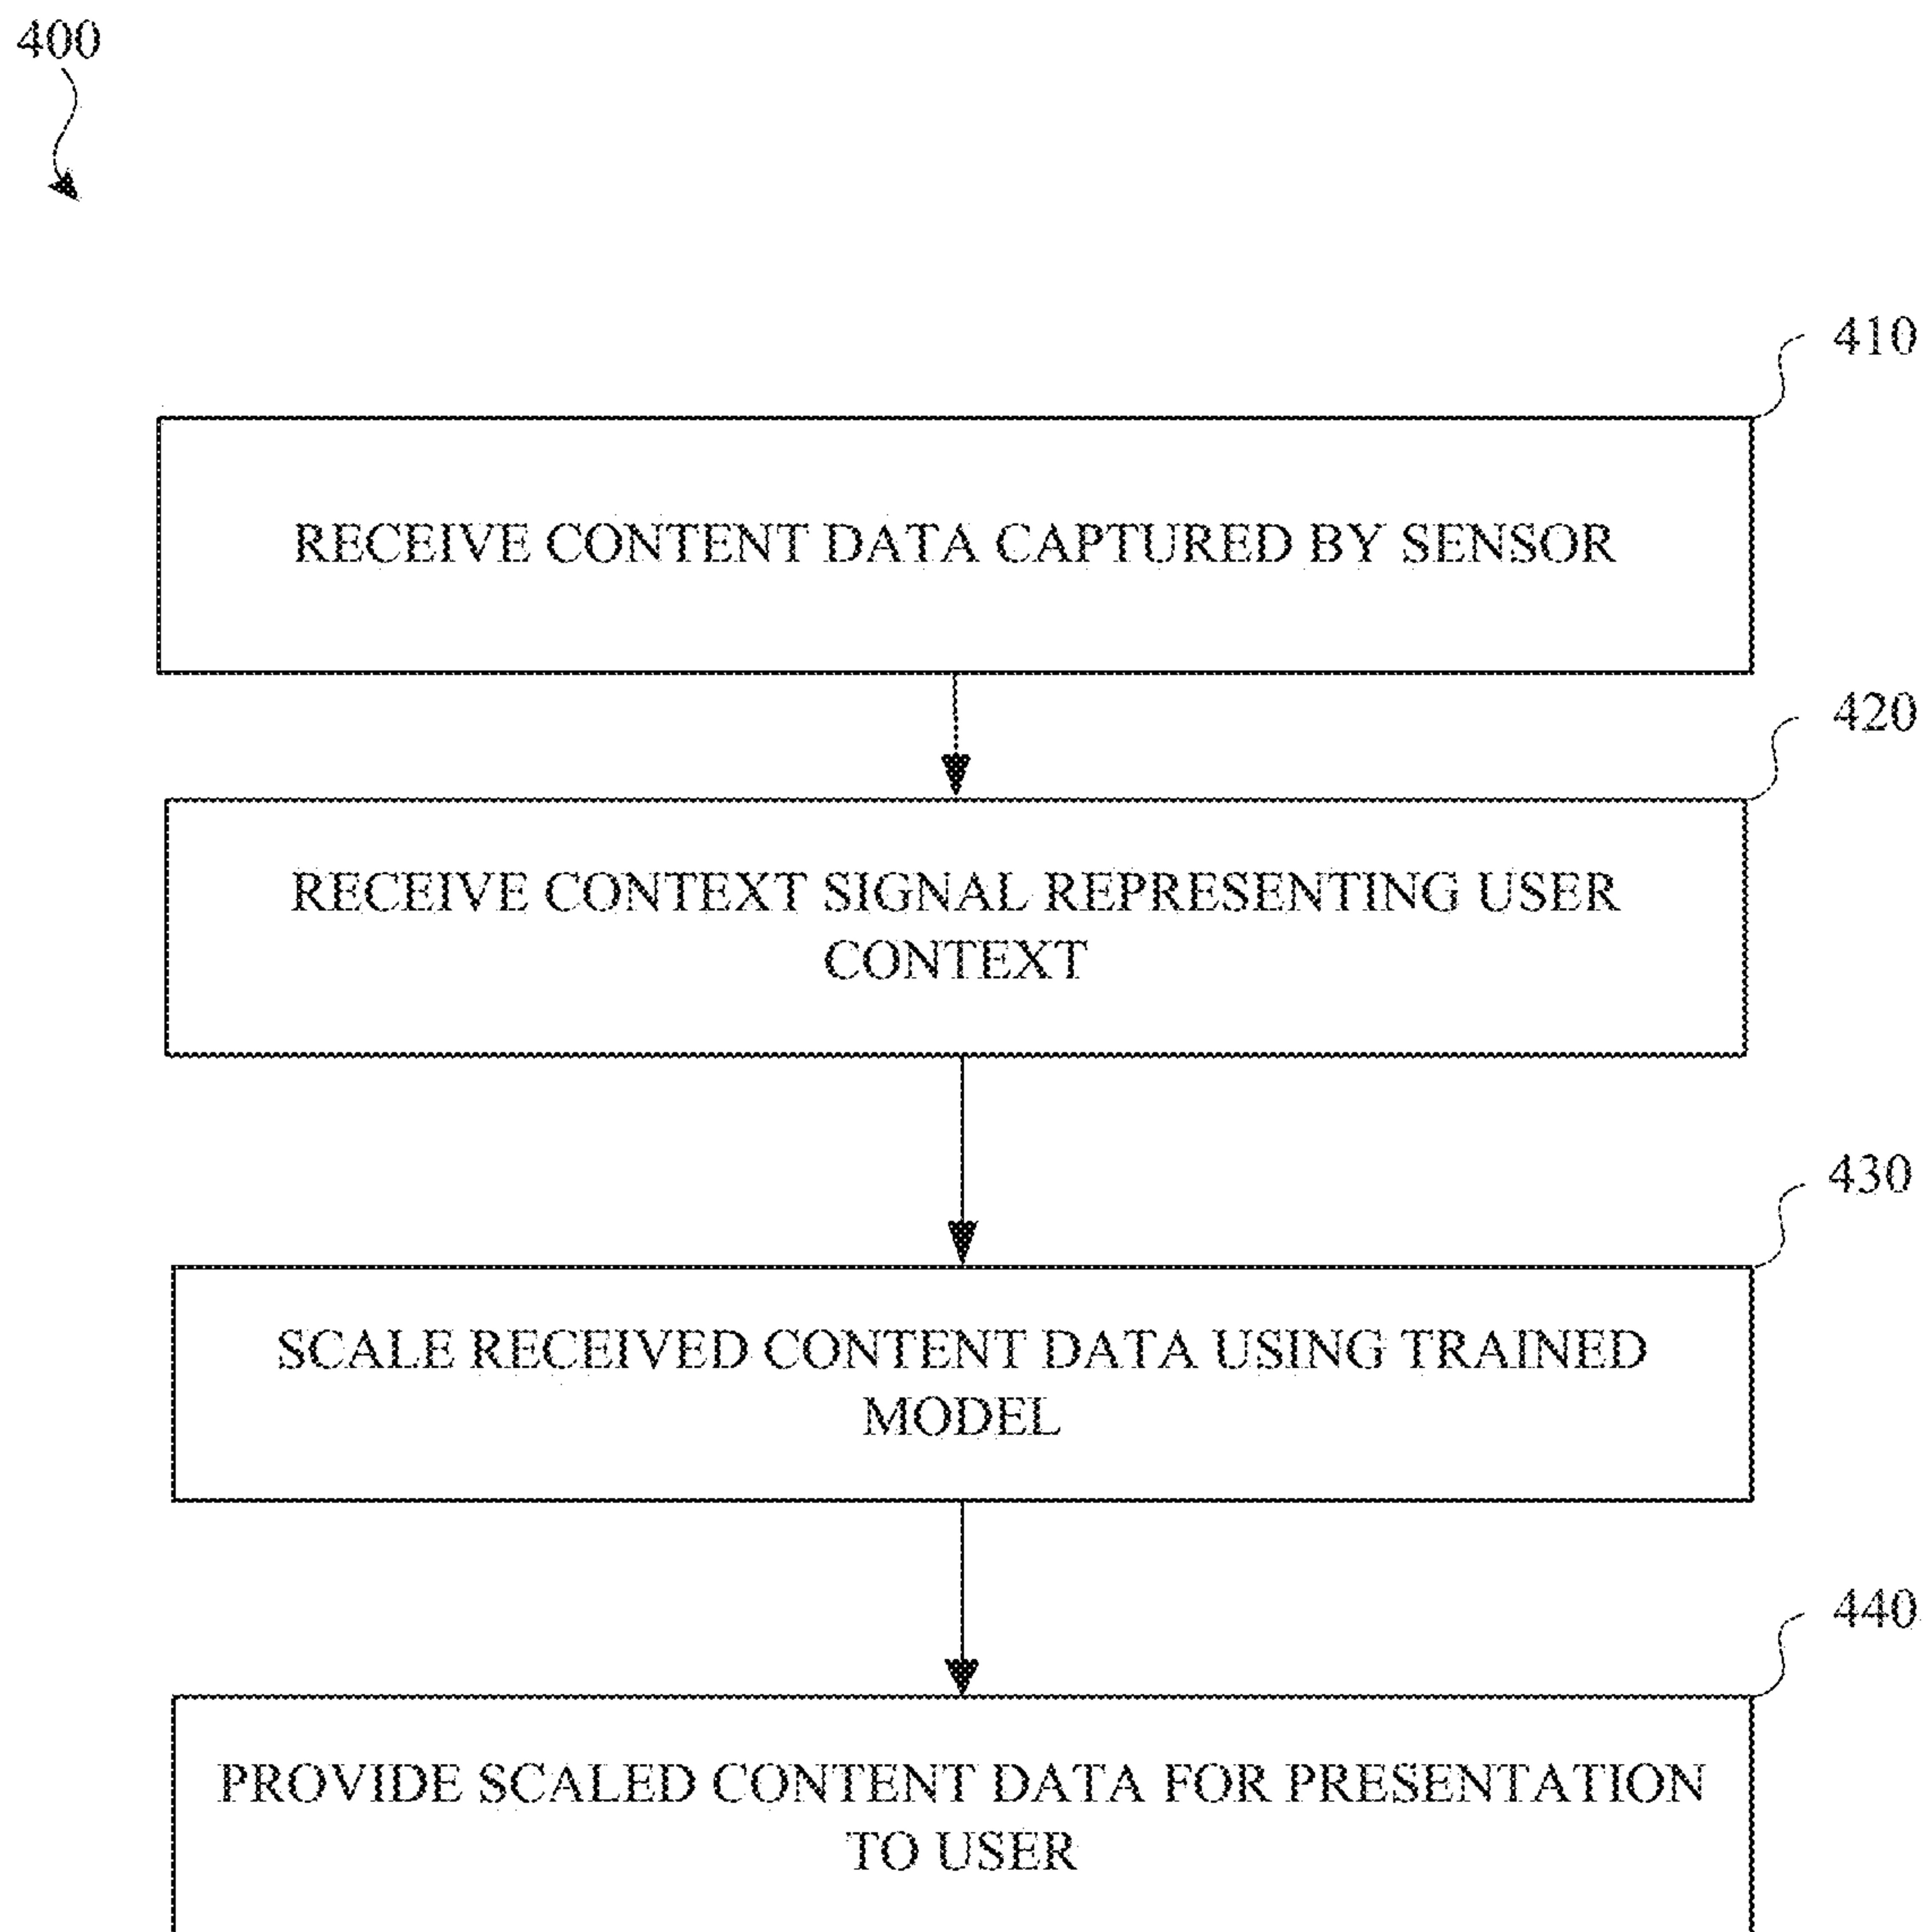 400
410
RECEIVE CONTENT DATA CAPTURED BY SENSOR
420
RECEIVE CONTEXT SIGNAL REPRESENTING USER
CONTEXT
430
SCALE RECEIVED CONTENT DATA USING TRAINED
MODEL
440
PROVIDE SCALED CONTENT DATA FOR PRESENTATION
TO USER